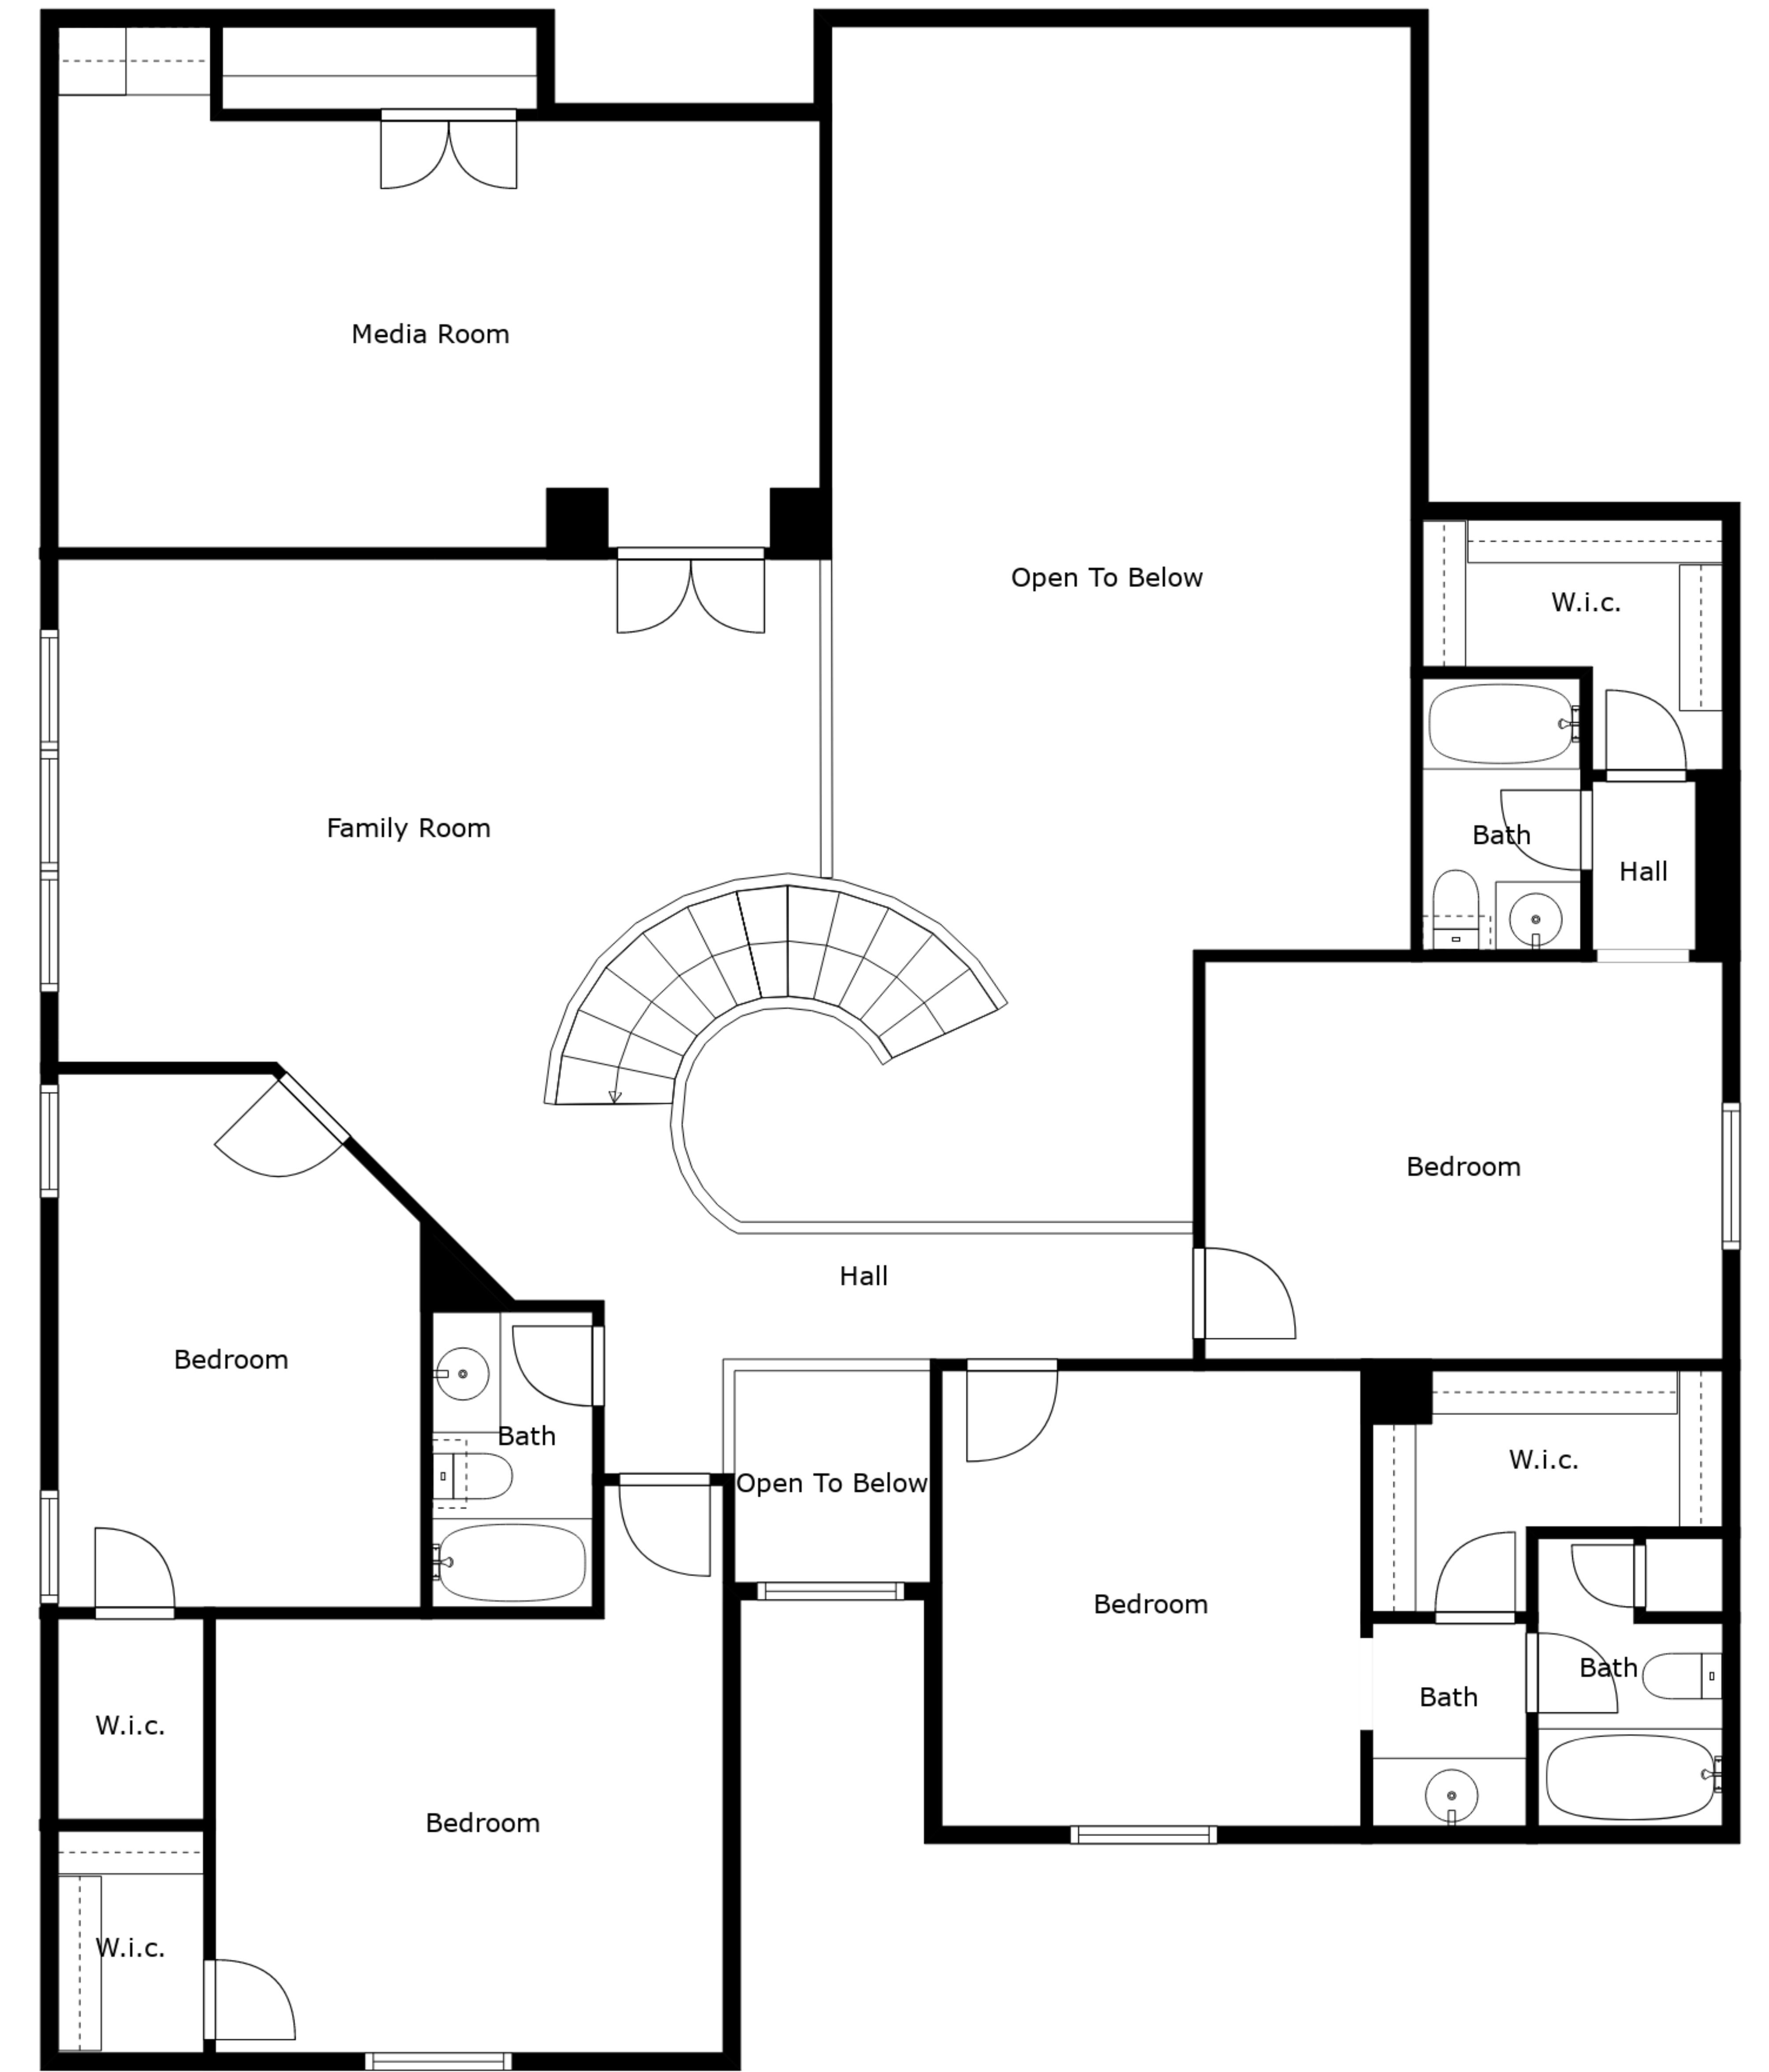 Media Room
Open To Below
W.i.c.
Family Room
Bath
Hall
Bedroom
Hall
Bedroom
Bath
W.i.c.
Open To Below
Bedroom
Bath
Bath
W.i.c.
Bedroom
W.i.c.